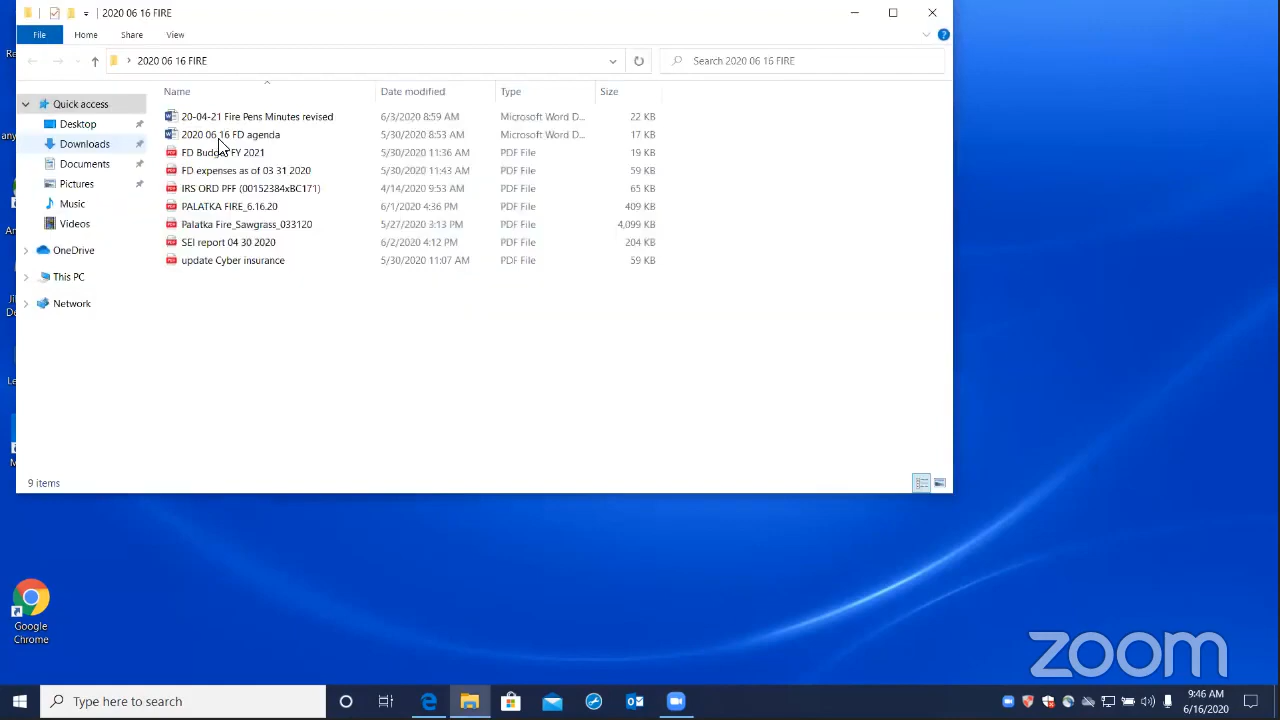 2020 06 16 FIRE
File Home Share View
2020 06 16 FIRE
Search 2020 06 16 FIRE
Name Date modified Type Size
Quick access
Desktop
Downloads
Documents
Pictures
Music
Videos
OneDrive
This PC
Network
20-04-21 Fire Pens Minutes revised 6/3/2020 8:59 AM Microsoft Word D... 22 KB
2020 06 16 FD agenda 5/30/2020 8:53 AM Microsoft Word D... 17 KB
FD Budget FY 2021 5/30/2020 11:36 AM PDF File 19 KB
FD expenses as of 03 31 2020 5/30/2020 11:43 AM PDF File 59 KB
IRS ORD PFF (00152384xBC171) 4/14/2020 9:53 AM PDF File 65 KB
PALATKA FIRE_6.16.20 6/1/2020 4:36 PM PDF File 409 KB
Palatka Fire_Sawgrass_033120 5/27/2020 3:13 PM PDF File 4,099 KB
SEI report 04 30 2020 6/2/2020 4:12 PM PDF File 204 KB
update Cyber insurance 5/30/2020 11:07 AM PDF File 59 KB
9 items
Google
Chrome
zoom
Type here to search
9:46 AM
6/16/2020